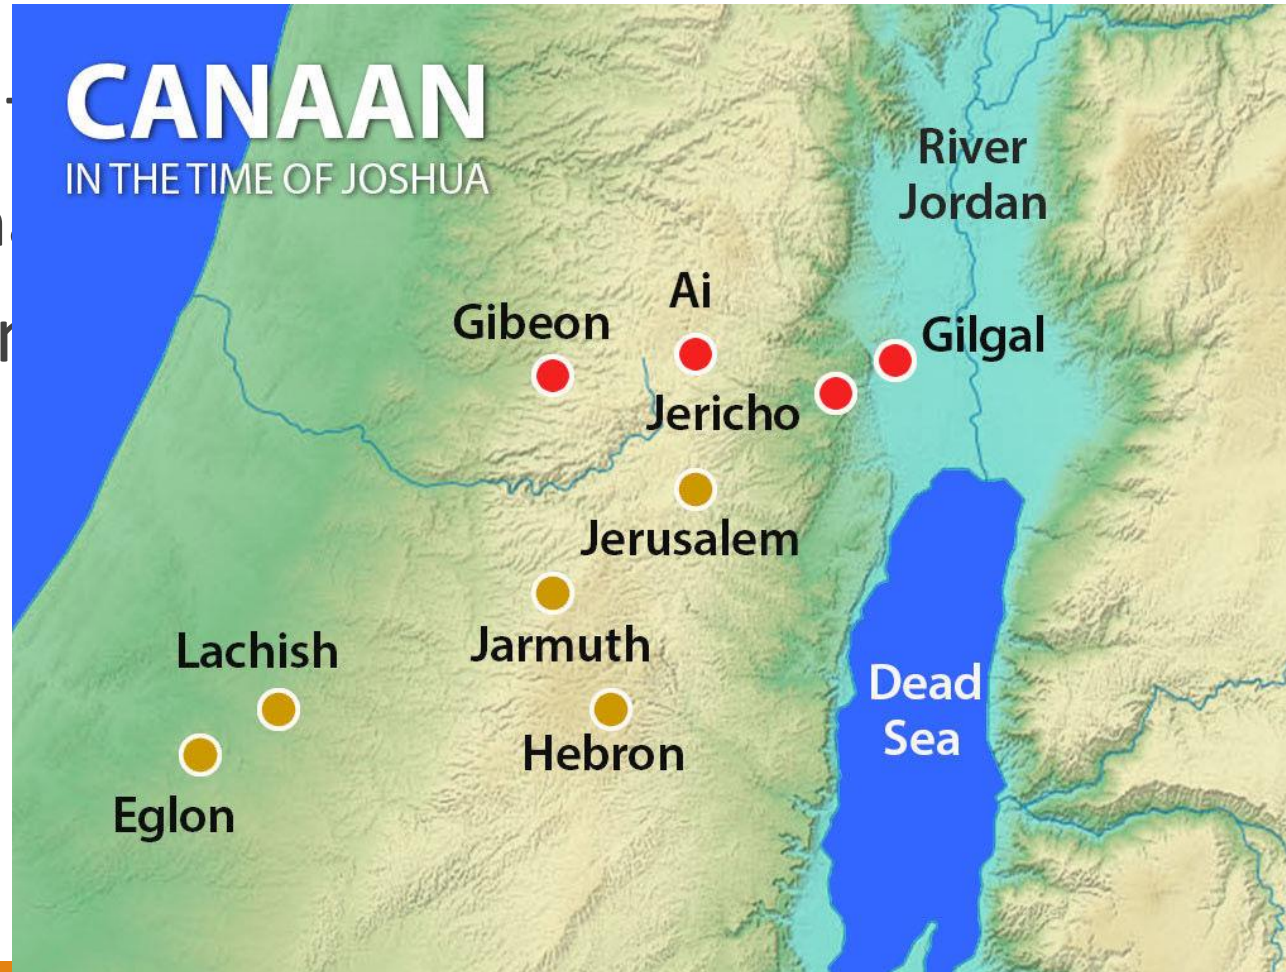 CANAAN
IN THE TIME OF JOSHUA
River
Jordan
Ai
Gibeon
Gilgal
Jericho
Jerusalem
Jarmuth
Lachish
Hebron
Eglon
Dead
Sea